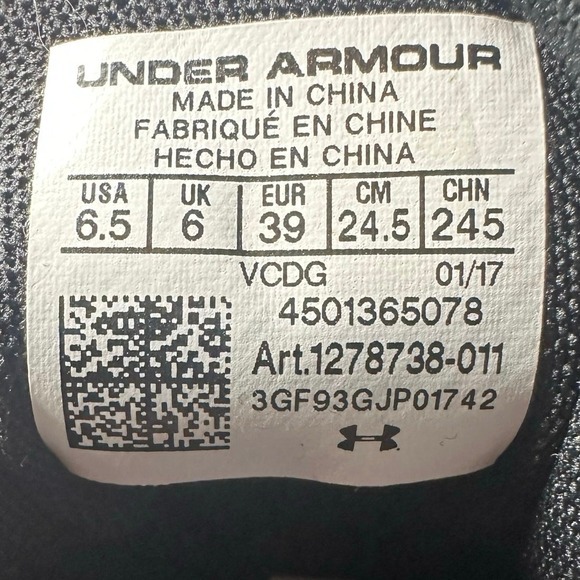 UNDER ARMOUR
MADE IN CHINA
FABRIQUÉ EN CHINE
HECHO EN CHINA
USA UK EUR CM CHN
6.5 6 39 24.5 245
VCDG 01/17
4501365078
Art.1278738-011
3GF93GJP01742